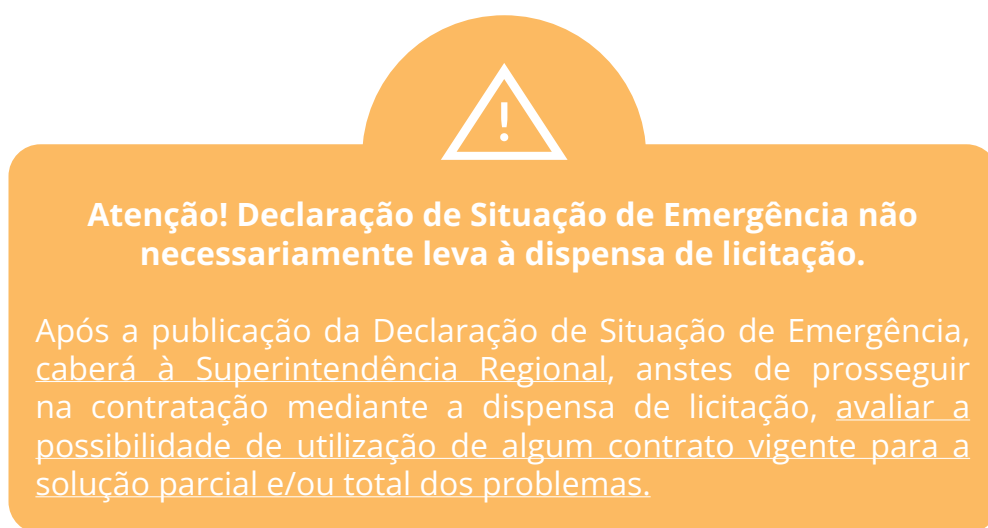 !
Atenção! Declaração de Situação de Emergência não
necessariamente leva à dispensa de licitação.
Após a publicação da Declaração de Situação de Emergência,
caberá à Superintendência Regional, anstes de prosseguir
na contratação mediante a dispensa de licitação, avaliar a
possibilidade de utilização de algum contrato vigente para a
solução parcial e/ou total dos problemas.